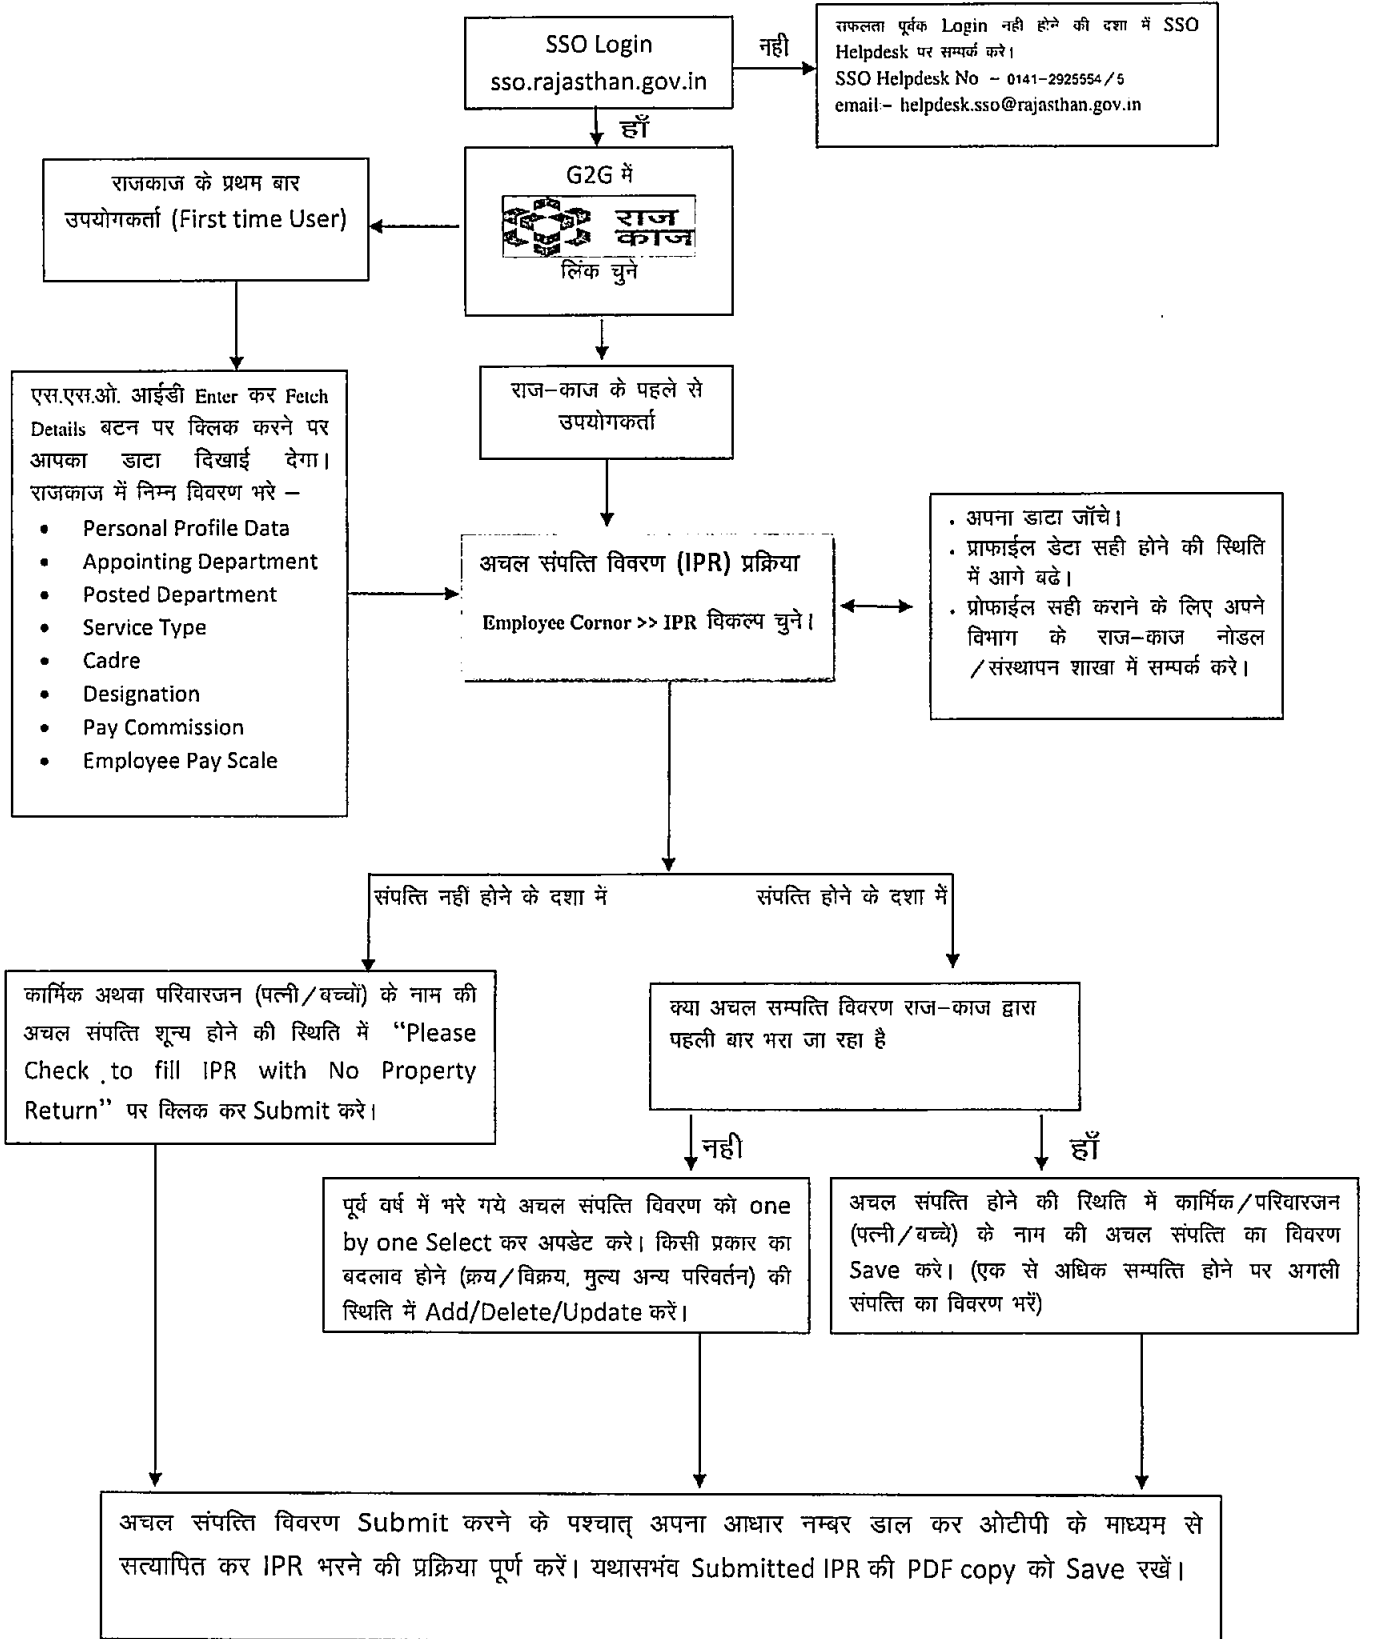 SSO Login
sso.rajasthan.gov.in
नही
सफलता पूर्वक Login नही होने की दशा में SSO
Helpdesk पर सम्पर्क करे।
SSO Helpdesk No – 0141–2925554/5
email:– helpdesk.sso@rajasthan.gov.in
हाँ
G2G में
राज
काज
लिंक चुने
राजकाज के प्रथम बार
उपयोगकर्ता (First time User)
राज–काज के पहले से
उपयोगकर्ता
एस.एस.ओ. आईडी Enter कर Fetch
Details बटन पर क्लिक करने पर
आपका डाटा दिखाई देगा।
राजकाज में निम्न विवरण भरे –
• Personal Profile Data
• Appointing Department
• Posted Department
• Service Type
• Cadre
• Designation
• Pay Commission
• Employee Pay Scale
अचल संपत्ति विवरण (IPR) प्रक्रिया
Employee Cornor >> IPR विकल्प चुने।
• अपना डाटा जॉचे।
• प्राफाईल डेटा सही होने की स्थिति
में आगे बढे।
• प्रोफाईल सही कराने के लिए अपने
विभाग के राज–काज नोडल
/संस्थापन शाखा में सम्पर्क करे।
संपत्ति नहीं होने के दशा में
संपत्ति होने के दशा में
कार्मिक अथवा परिवारजन (पत्नी/बच्चों) के नाम की
अचल संपत्ति शून्य होने की स्थिति में “Please
Check to fill IPR with No Property
Return” पर क्लिक कर Submit करे।
क्या अचल सम्पत्ति विवरण राज–काज द्वारा
पहली बार भरा जा रहा है
नही
हाँ
पूर्व वर्ष में भरे गये अचल संपत्ति विवरण को one
by one Select कर अपडेट करे। किसी प्रकार का
बदलाव होने (क्रय/विक्रय, मुल्य अन्य परिवर्तन) की
स्थिति में Add/Delete/Update करें।
अचल संपत्ति होने की स्थिति में कार्मिक/परिवारजन
(पत्नी/बच्चे) के नाम की अचल संपत्ति का विवरण
Save करे। (एक से अधिक सम्पत्ति होने पर अगली
संपत्ति का विवरण भरें)
अचल संपत्ति विवरण Submit करने के पश्चात् अपना आधार नम्बर डाल कर ओटीपी के माध्यम से
सत्यापित कर IPR भरने की प्रक्रिया पूर्ण करें। यथासभंव Submitted IPR की PDF copy को Save रखें।